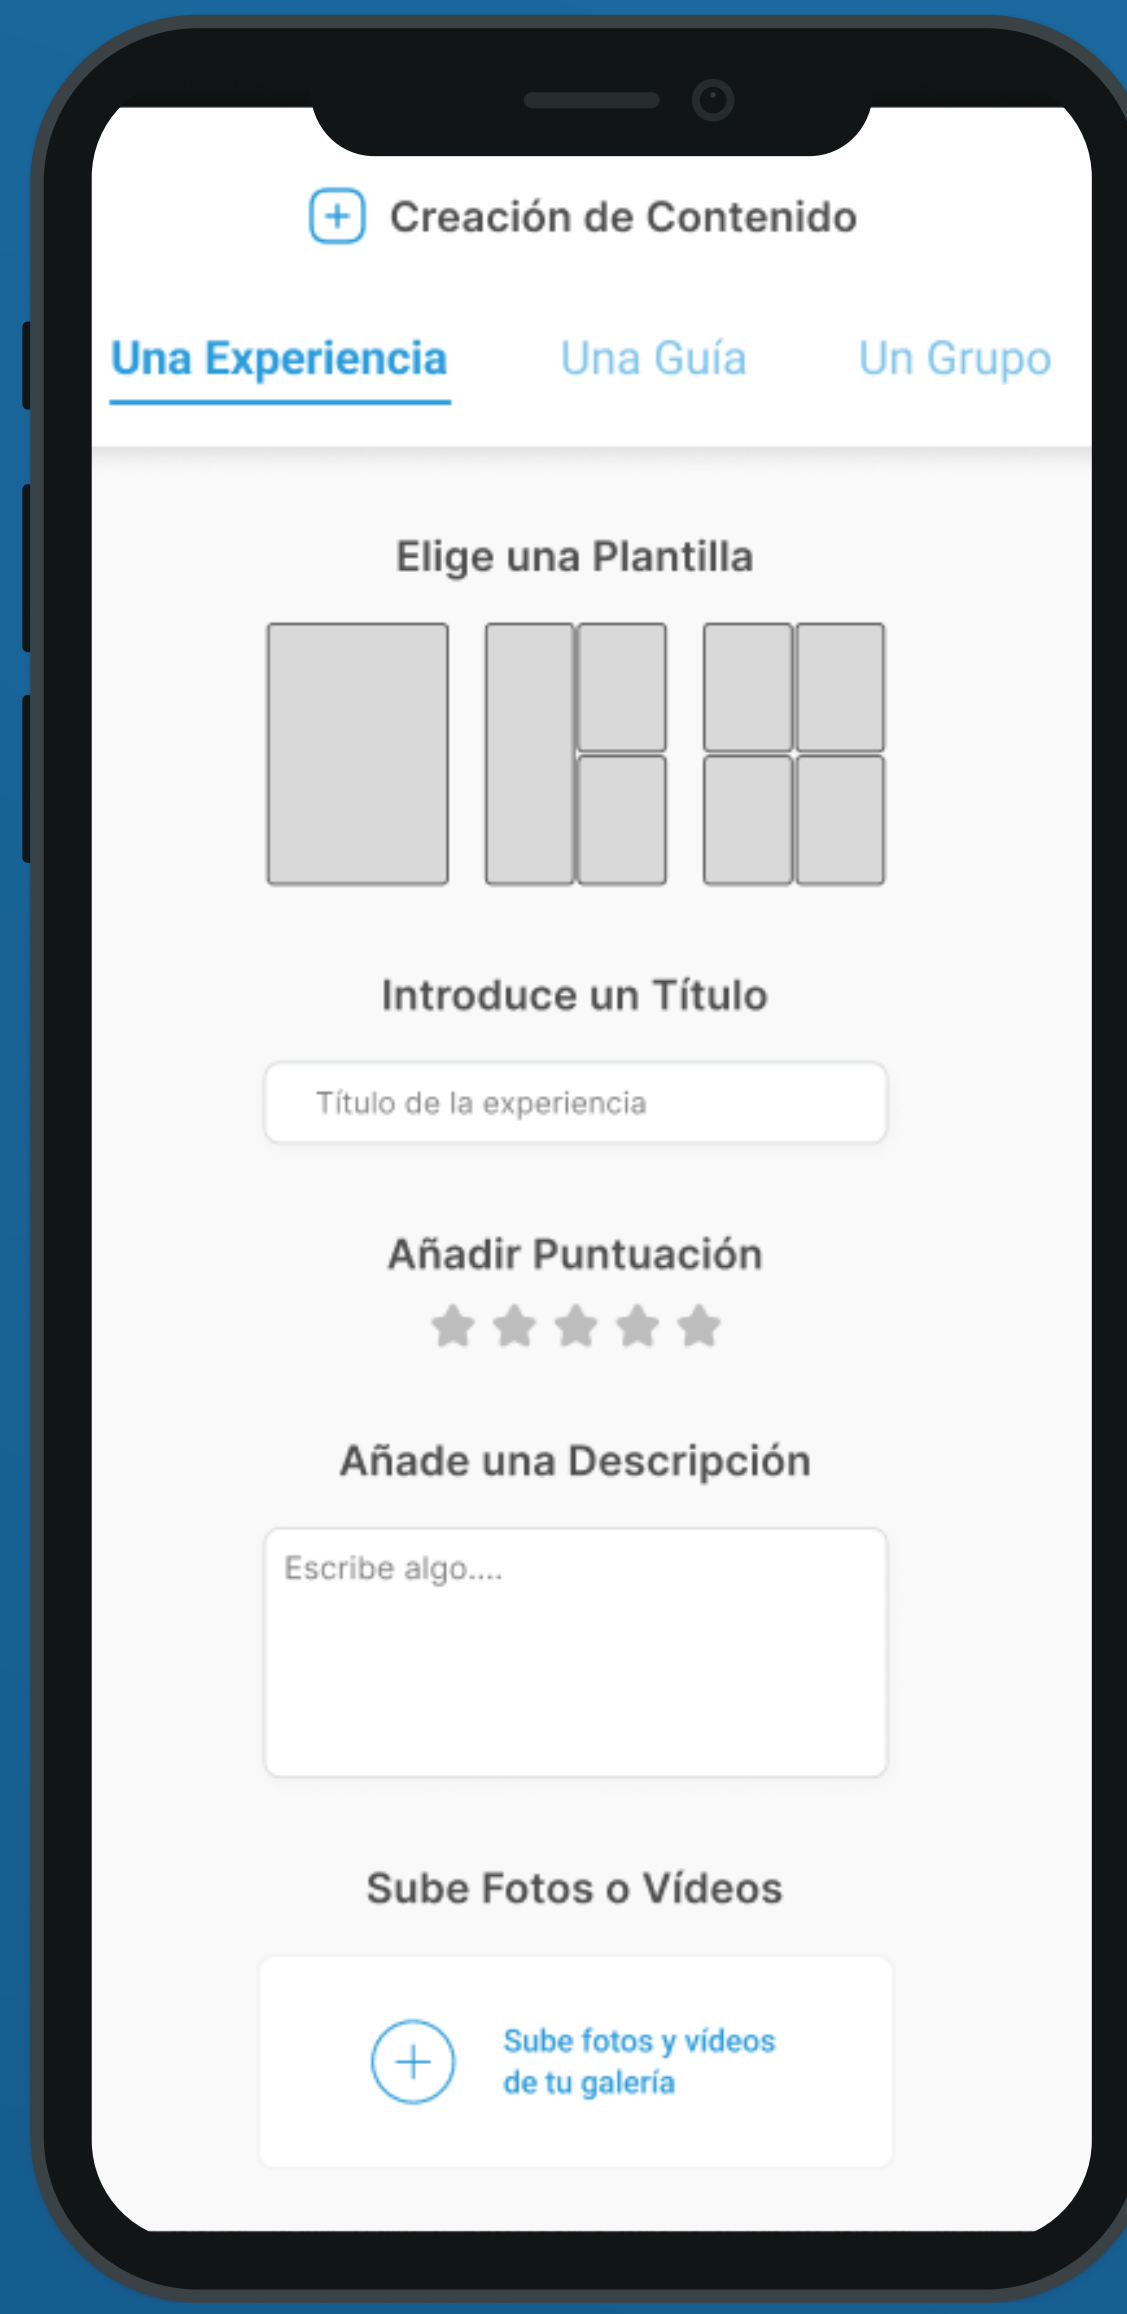 Creación de Contenido
Una Experiencia
Una Guía
Un Grupo
Elige una Plantilla
Introduce un Título
Título de la experiencia
Añadir Puntuación
Añade una Descripción
Escribe algo....
Sube Fotos o Vídeos
Sube fotos y vídeos
de tu galería